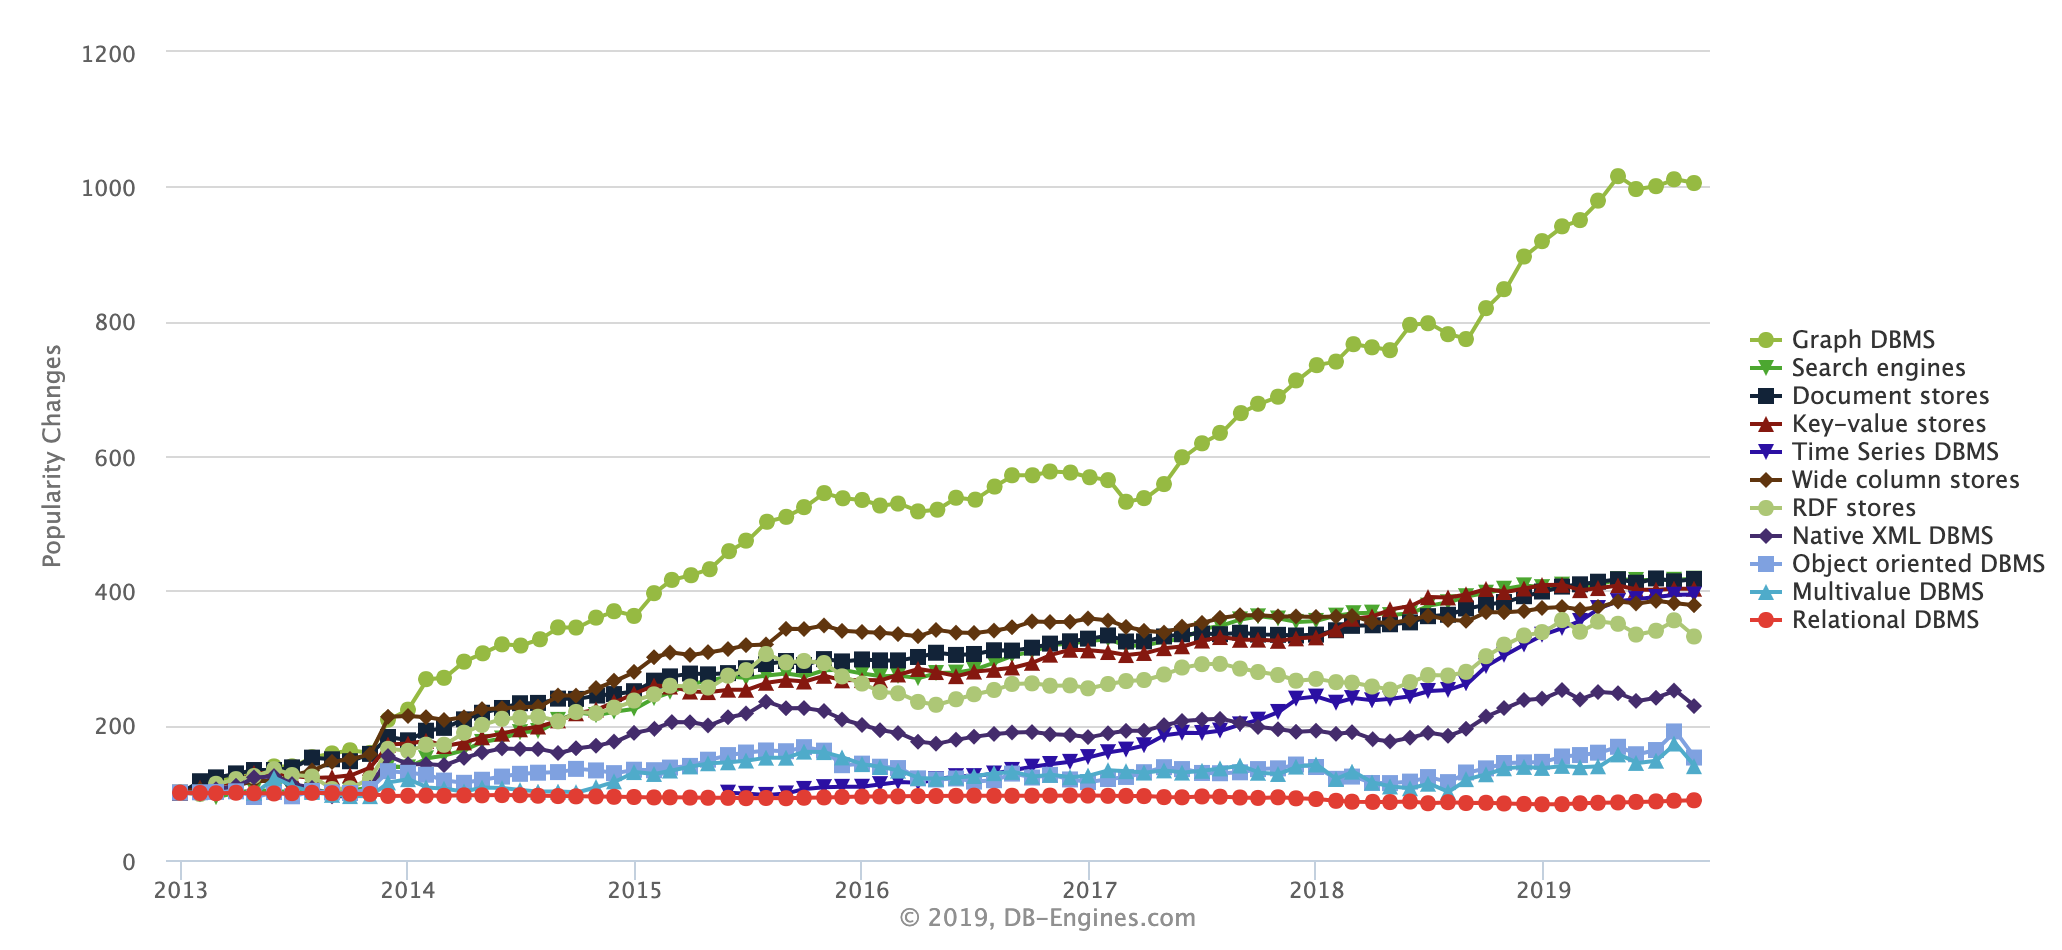 1200
1000
800
600
400
200
0
Popularity Changes
2013 2014 2015 2016 2017 2018 2019
Graph DBMS
Search engines
Document stores
Key-value stores
Time Series DBMS
Wide column stores
RDF stores
Native XML DBMS
Object oriented DBMS
Multivalue DBMS
Relational DBMS
© 2019, DB-Engines.com